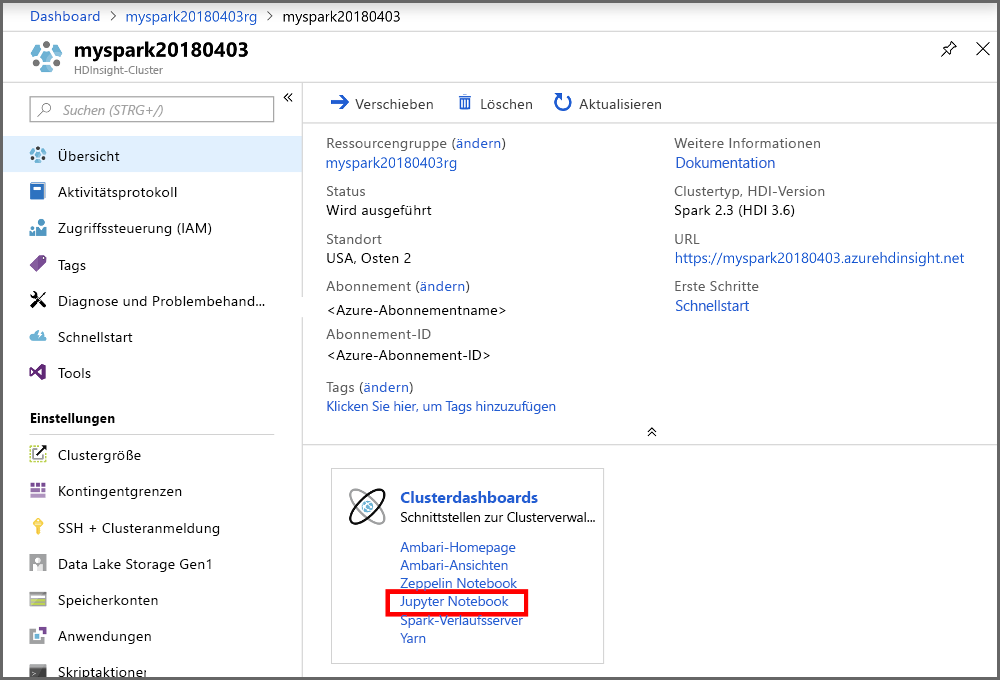 Dashboard > myspark20180403rg > myspark20180403
myspark20180403
HDInsight-Cluster
Suchen (STRG+/)
«
Übersicht
Aktivitätsprotokoll
Zugriffssteuerung (IAM)
Tags
Diagnose und Problembehand...
Schnellstart
Tools
Einstellungen
Clustergröße
Kontingentgrenzen
SSH + Clusteranmeldung
Data Lake Storage Gen1
Speicherkonten
Anwendungen
Skriptaktionen
Verschieben Löschen Aktualisieren
Ressourcengruppe (ändern)
myspark20180403rg
Status
Wird ausgeführt
Standort
USA, Osten 2
Abonnement (ändern)
<Azure-Abonnementname>
Abonnement-ID
<Azure-Abonnement-ID>
Tags (ändern)
Klicken Sie hier, um Tags hinzuzufügen
Weitere Informationen
Dokumentation
Clustertyp, HDI-Version
Spark 2.3 (HDI 3.6)
URL
https://myspark20180403.azurehdinsight.net
Erste Schritte
Schnellstart
Clusterdashboards
Schnittstellen zur Clusterverwal...
Ambari-Homepage
Ambari-Ansichten
Zeppelin Notebook
Jupyter Notebook
Spark-Verlaufsserver
Yarn